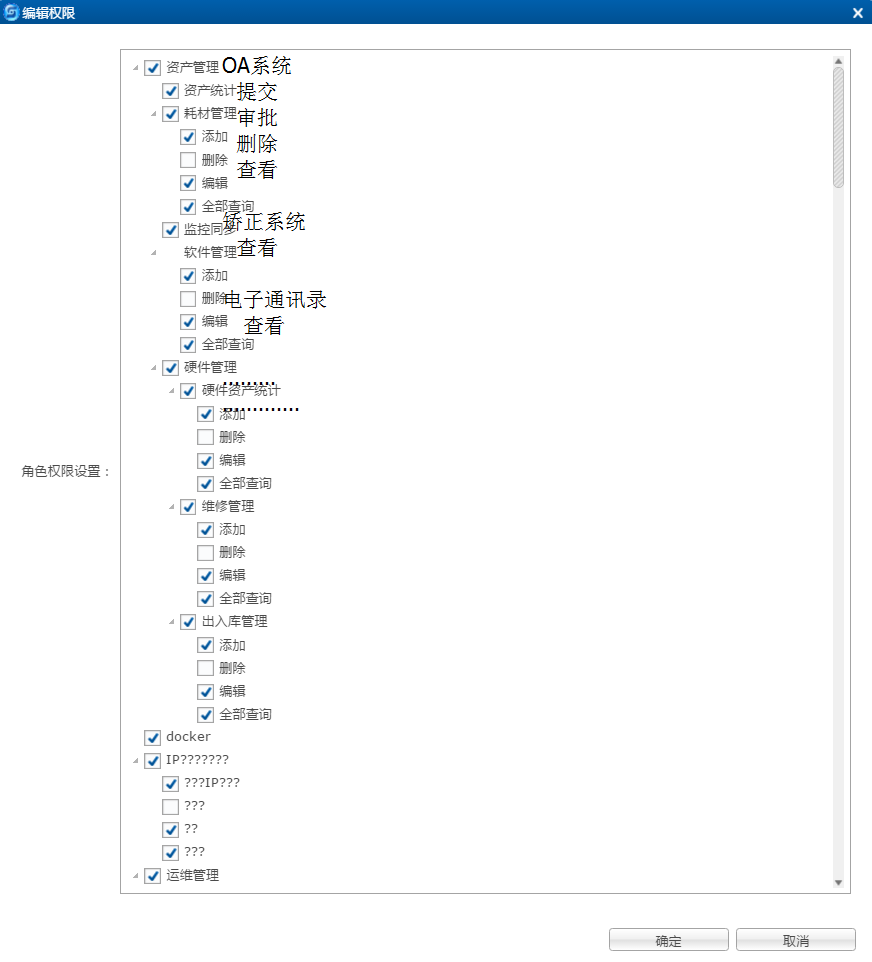 编辑权限
资产管理
OA系统
资产统计
提交
耗材管理
审批
添加
删除
删除
查看
编辑
全部查询
矫正系统
监控同步
查看
软件管理
添加
删除
电子通讯录
编辑
查看
全部查询
硬件管理
.........
硬件资产统计
.............
添加
删除
编辑
角色权限设置：
全部查询
维修管理
添加
删除
编辑
全部查询
出入库管理
添加
删除
编辑
全部查询
docker
IP???????
???IP???
???
??
???
运维管理
确定
取消